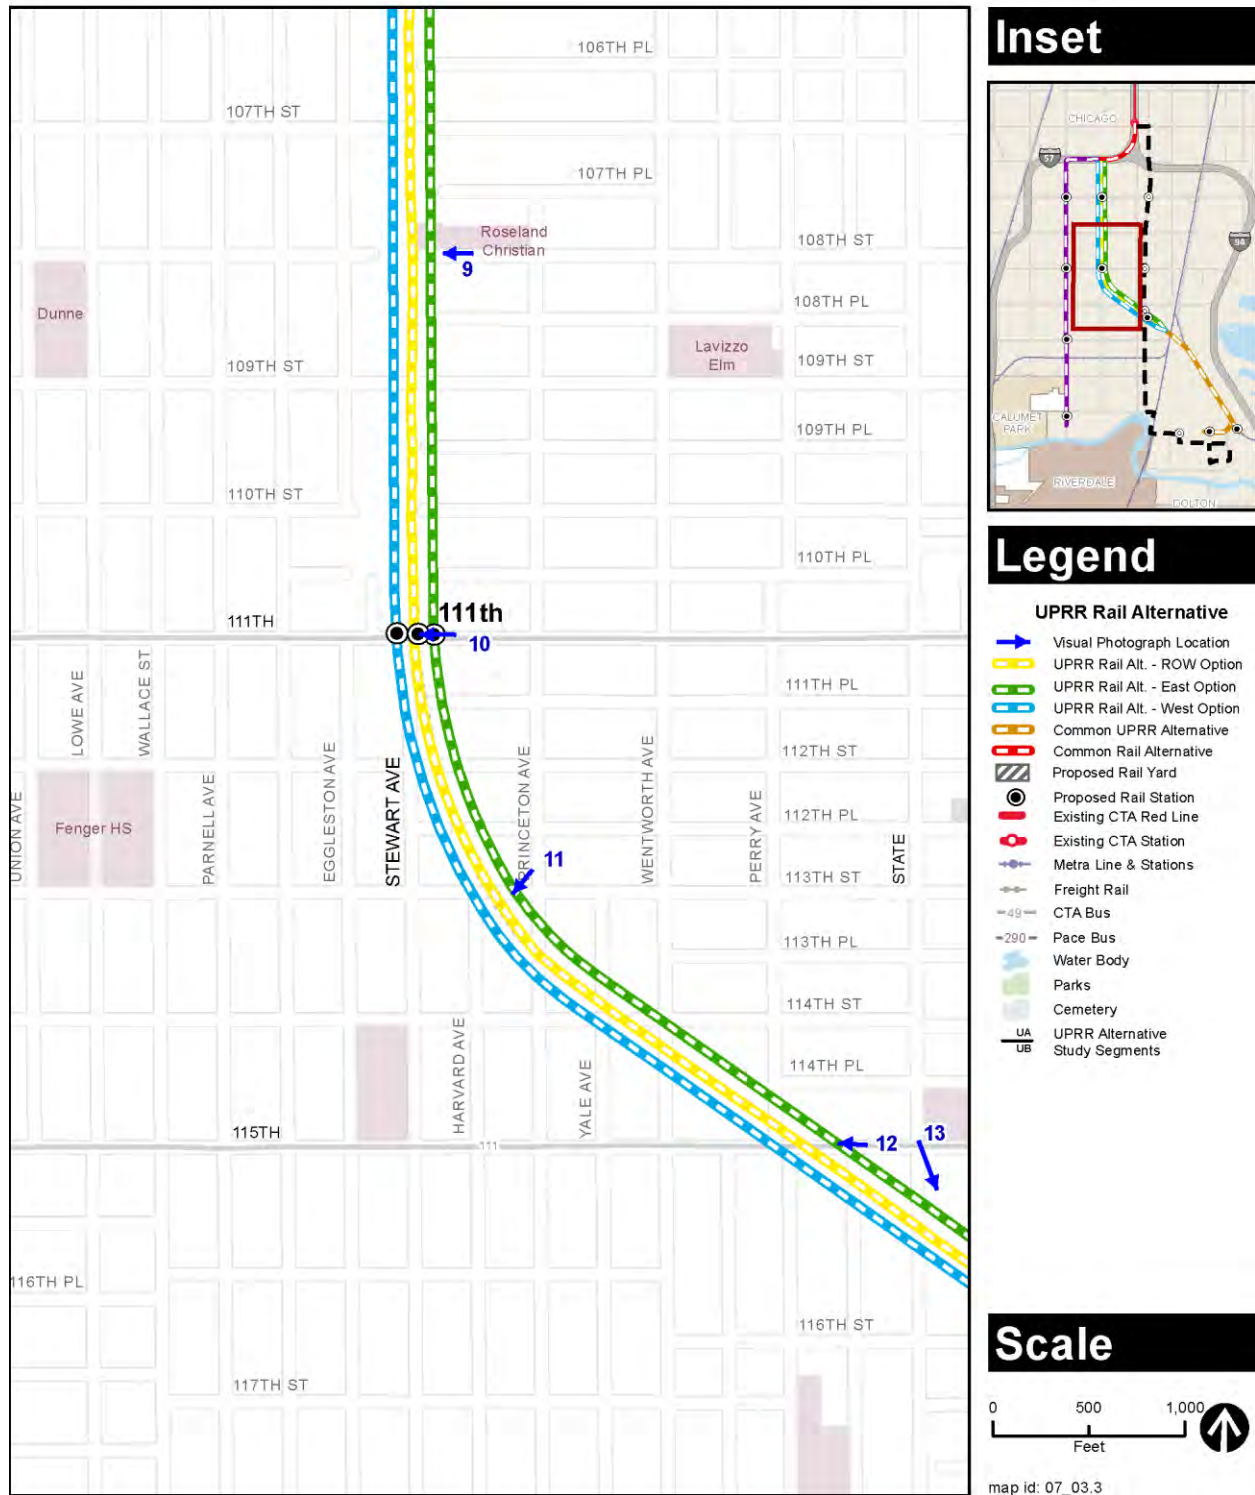 106TH PL
107TH ST
107TH PL
Roseland
Christian
108TH ST
9
108TH PL
Dunne
Lavizzo
Elm
109TH ST
109TH ST
109TH PL
110TH ST
110TH PL
111TH
111th
10
LOWE AVE
WALLACE ST
111TH PL
112TH ST
UNION AVE
Fenger HS
PARNELL AVE
EGGLESTON AVE
STEWART AVE
PRINCETON AVE
WENTWORTH AVE
PERRY AVE
STATE
112TH PL
11
113TH ST
113TH PL
114TH ST
HARVARD AVE
YALE AVE
114TH PL
115TH
111
12
13
116TH PL
116TH ST
117TH ST
Inset
CHICAGO
57
94
CALUMET
PARK
RIVERDALE
DOLTON
Legend
UPRR Rail Alternative
Visual Photograph Location
UPRR Rail Alt. - ROW Option
UPRR Rail Alt. - East Option
UPRR Rail Alt. - West Option
Common UPRR Alternative
Common Rail Alternative
Proposed Rail Yard
Proposed Rail Station
Existing CTA Red Line
Existing CTA Station
Metra Line & Stations
Freight Rail
49 CTA Bus
290 Pace Bus
Water Body
Parks
Cemetery
UA UPRR Alternative
UB Study Segments
Scale
0 500 1,000
Feet
map id: 07_03.3